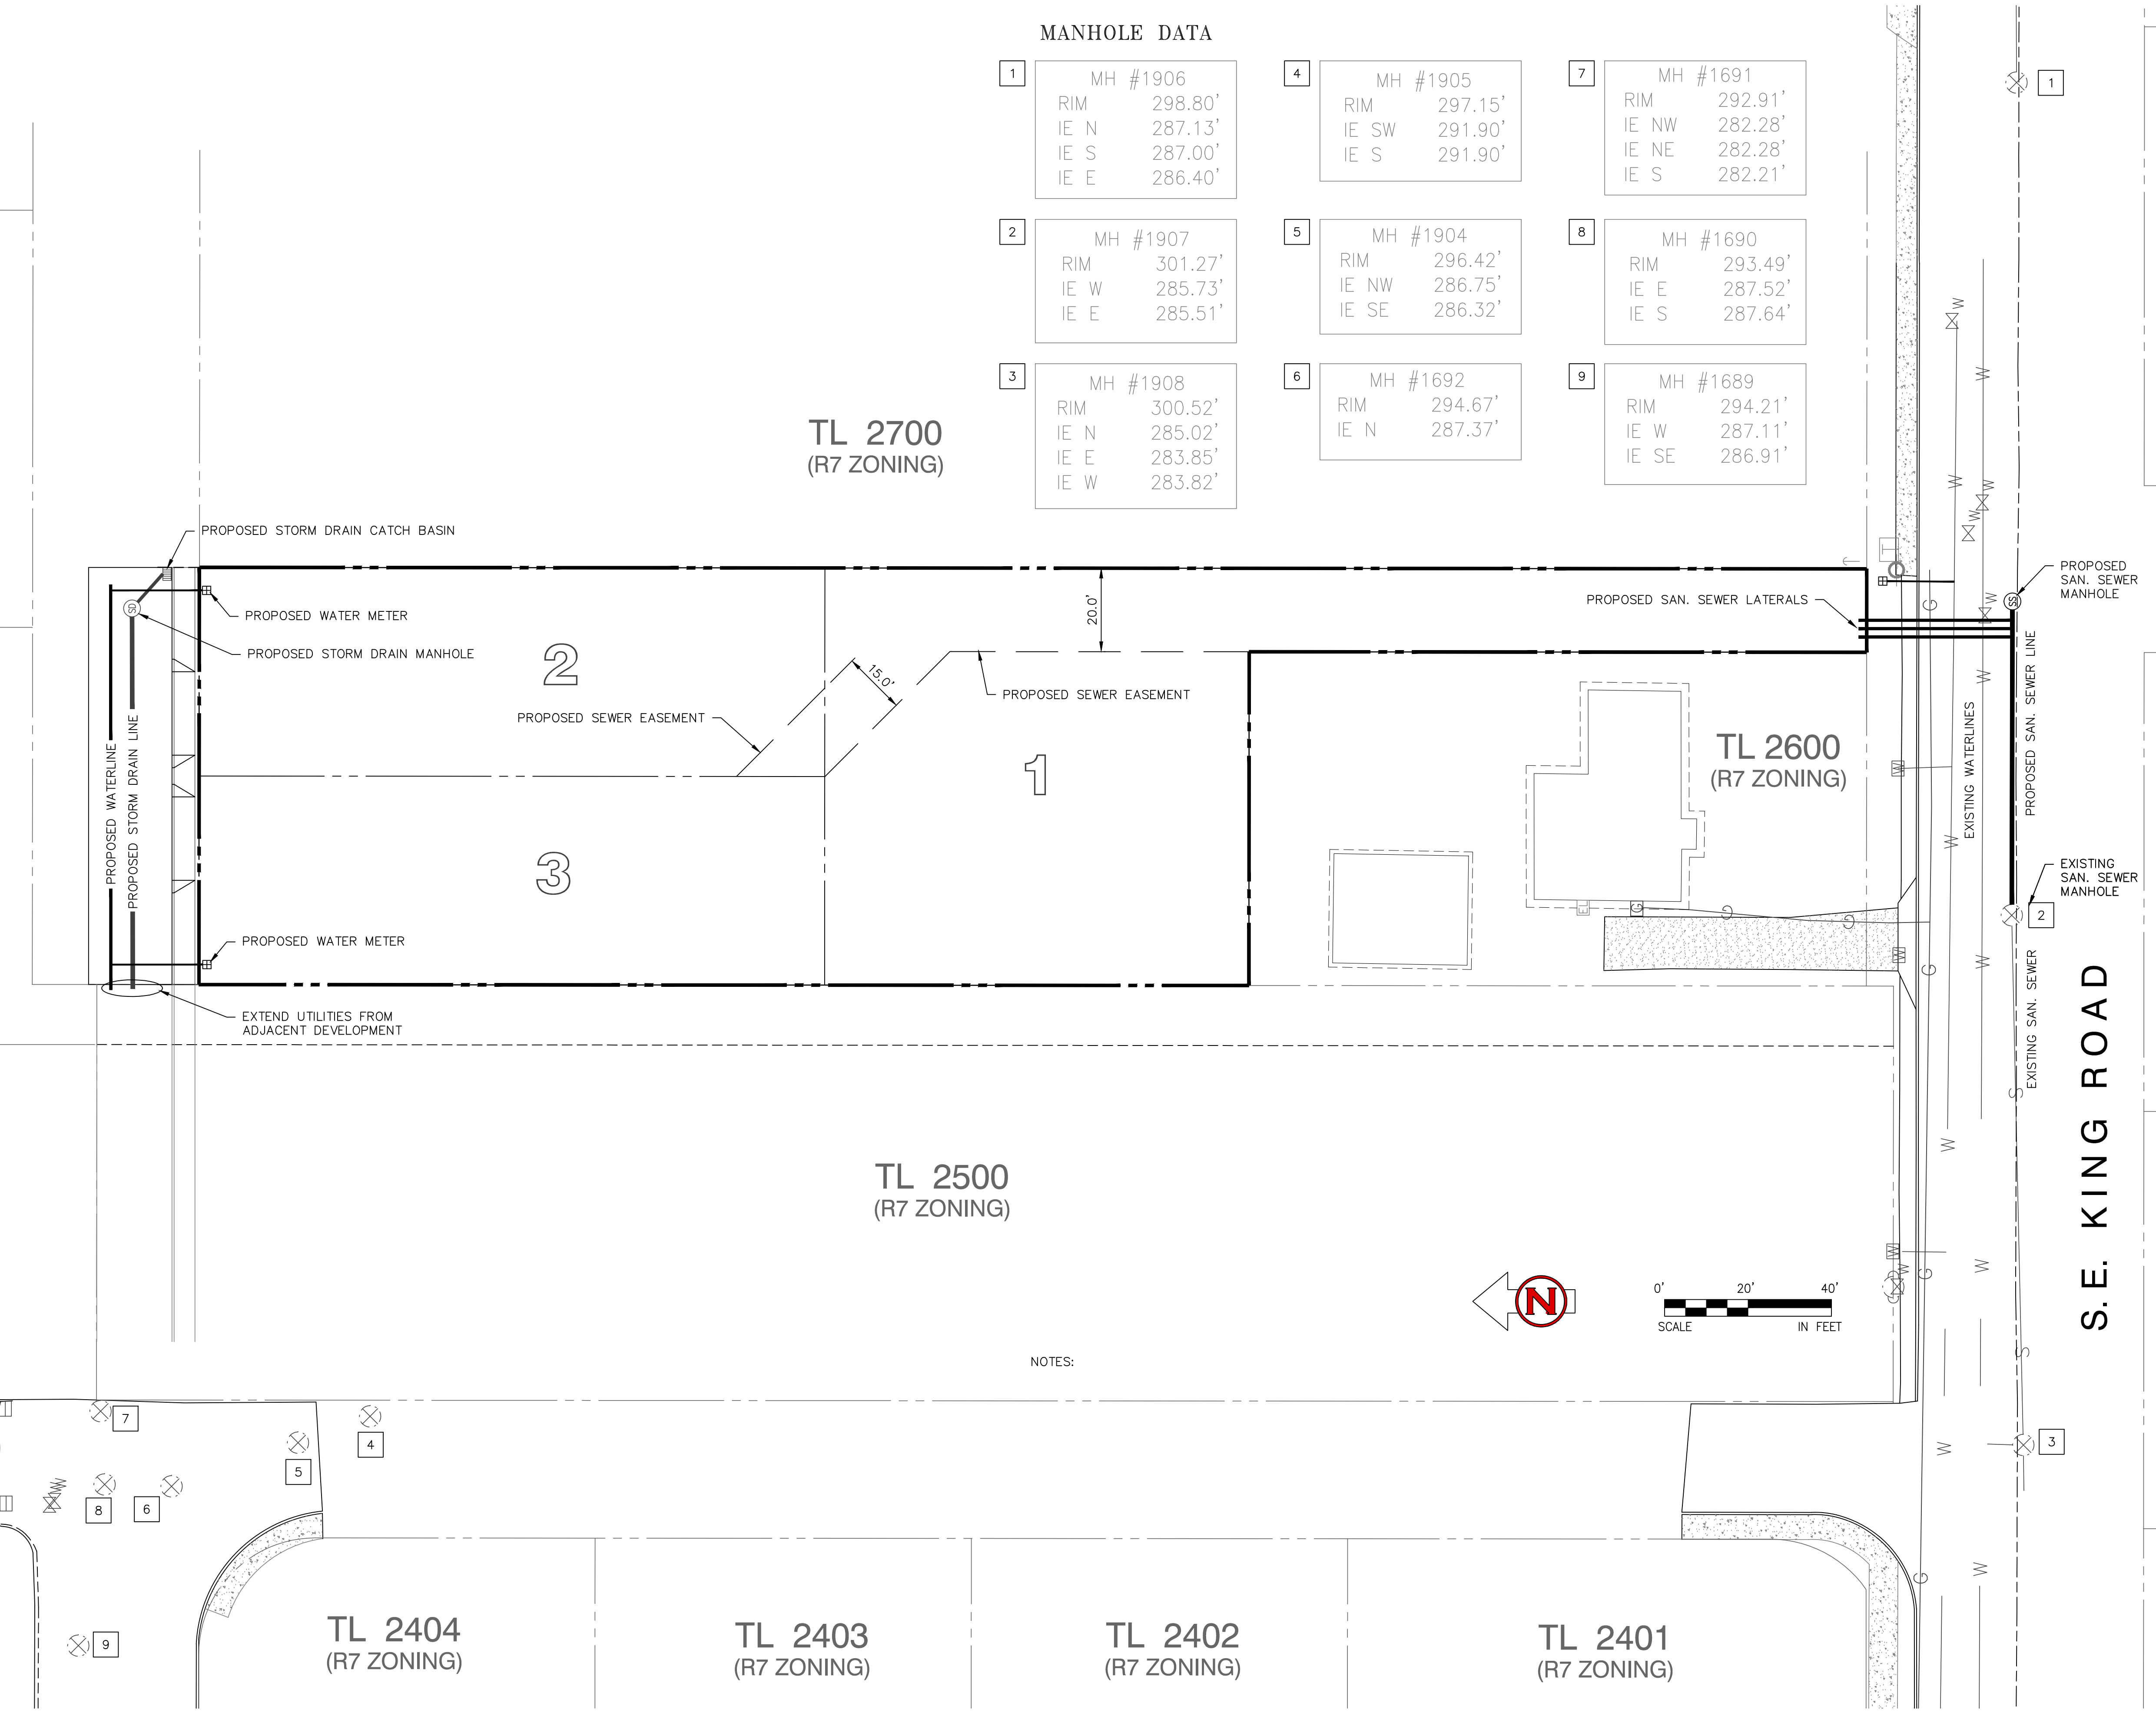 MANHOLE DATA
1
MH #1906
RIM 298.80'
IE N 287.13'
IE S 287.00'
IE E 286.40'
4
MH #1905
RIM 297.15'
IE SW 291.90'
IE S 291.90'
7
MH #1691
RIM 292.91'
IE NW 282.28'
IE NE 282.28'
IE S 282.21'
2
MH #1907
RIM 301.27'
IE W 285.73'
IE E 285.51'
5
MH #1904
RIM 296.42'
IE NW 286.75'
IE SE 286.32'
8
MH #1690
RIM 293.49'
IE E 287.52'
IE S 287.64'
3
MH #1908
RIM 300.52'
IE N 285.02'
IE E 283.85'
IE W 283.82'
6
MH #1692
RIM 294.67'
IE N 287.37'
9
MH #1689
RIM 294.21'
IE W 287.11'
IE SE 286.91'
1
TL 2700
(R7 ZONING)
PROPOSED STORM DRAIN CATCH BASIN
PROPOSED WATER METER
PROPOSED STORM DRAIN MANHOLE
SD
PROPOSED WATERLINE
PROPOSED STORM DRAIN LINE
2
PROPOSED SEWER EASEMENT
15.0'
20.0'
PROPOSED SEWER EASEMENT
1
3
PROPOSED WATER METER
EXTEND UTILITIES FROM
ADJACENT DEVELOPMENT
PROPOSED SAN. SEWER LATERALS
T
W
W
W
W
W
W
W
G
SS
PROPOSED
SAN. SEWER
MANHOLE
PROPOSED SAN. SEWER LINE
EXISTING WATERLINES
W
W
W
TL 2600
(R7 ZONING)
EL
G
G
G
W
W
G
EXISTING
SAN. SEWER
MANHOLE
2
EXISTING SAN. SEWER
S
S.E. KING ROAD
TL 2500
(R7 ZONING)
N
0' 20' 40'
SCALE IN FEET
W
W
W
W
G
S
NOTES:
7
4
5
8
6
9
W
3
W
W
G
TL 2404
(R7 ZONING)
TL 2403
(R7 ZONING)
TL 2402
(R7 ZONING)
TL 2401
(R7 ZONING)